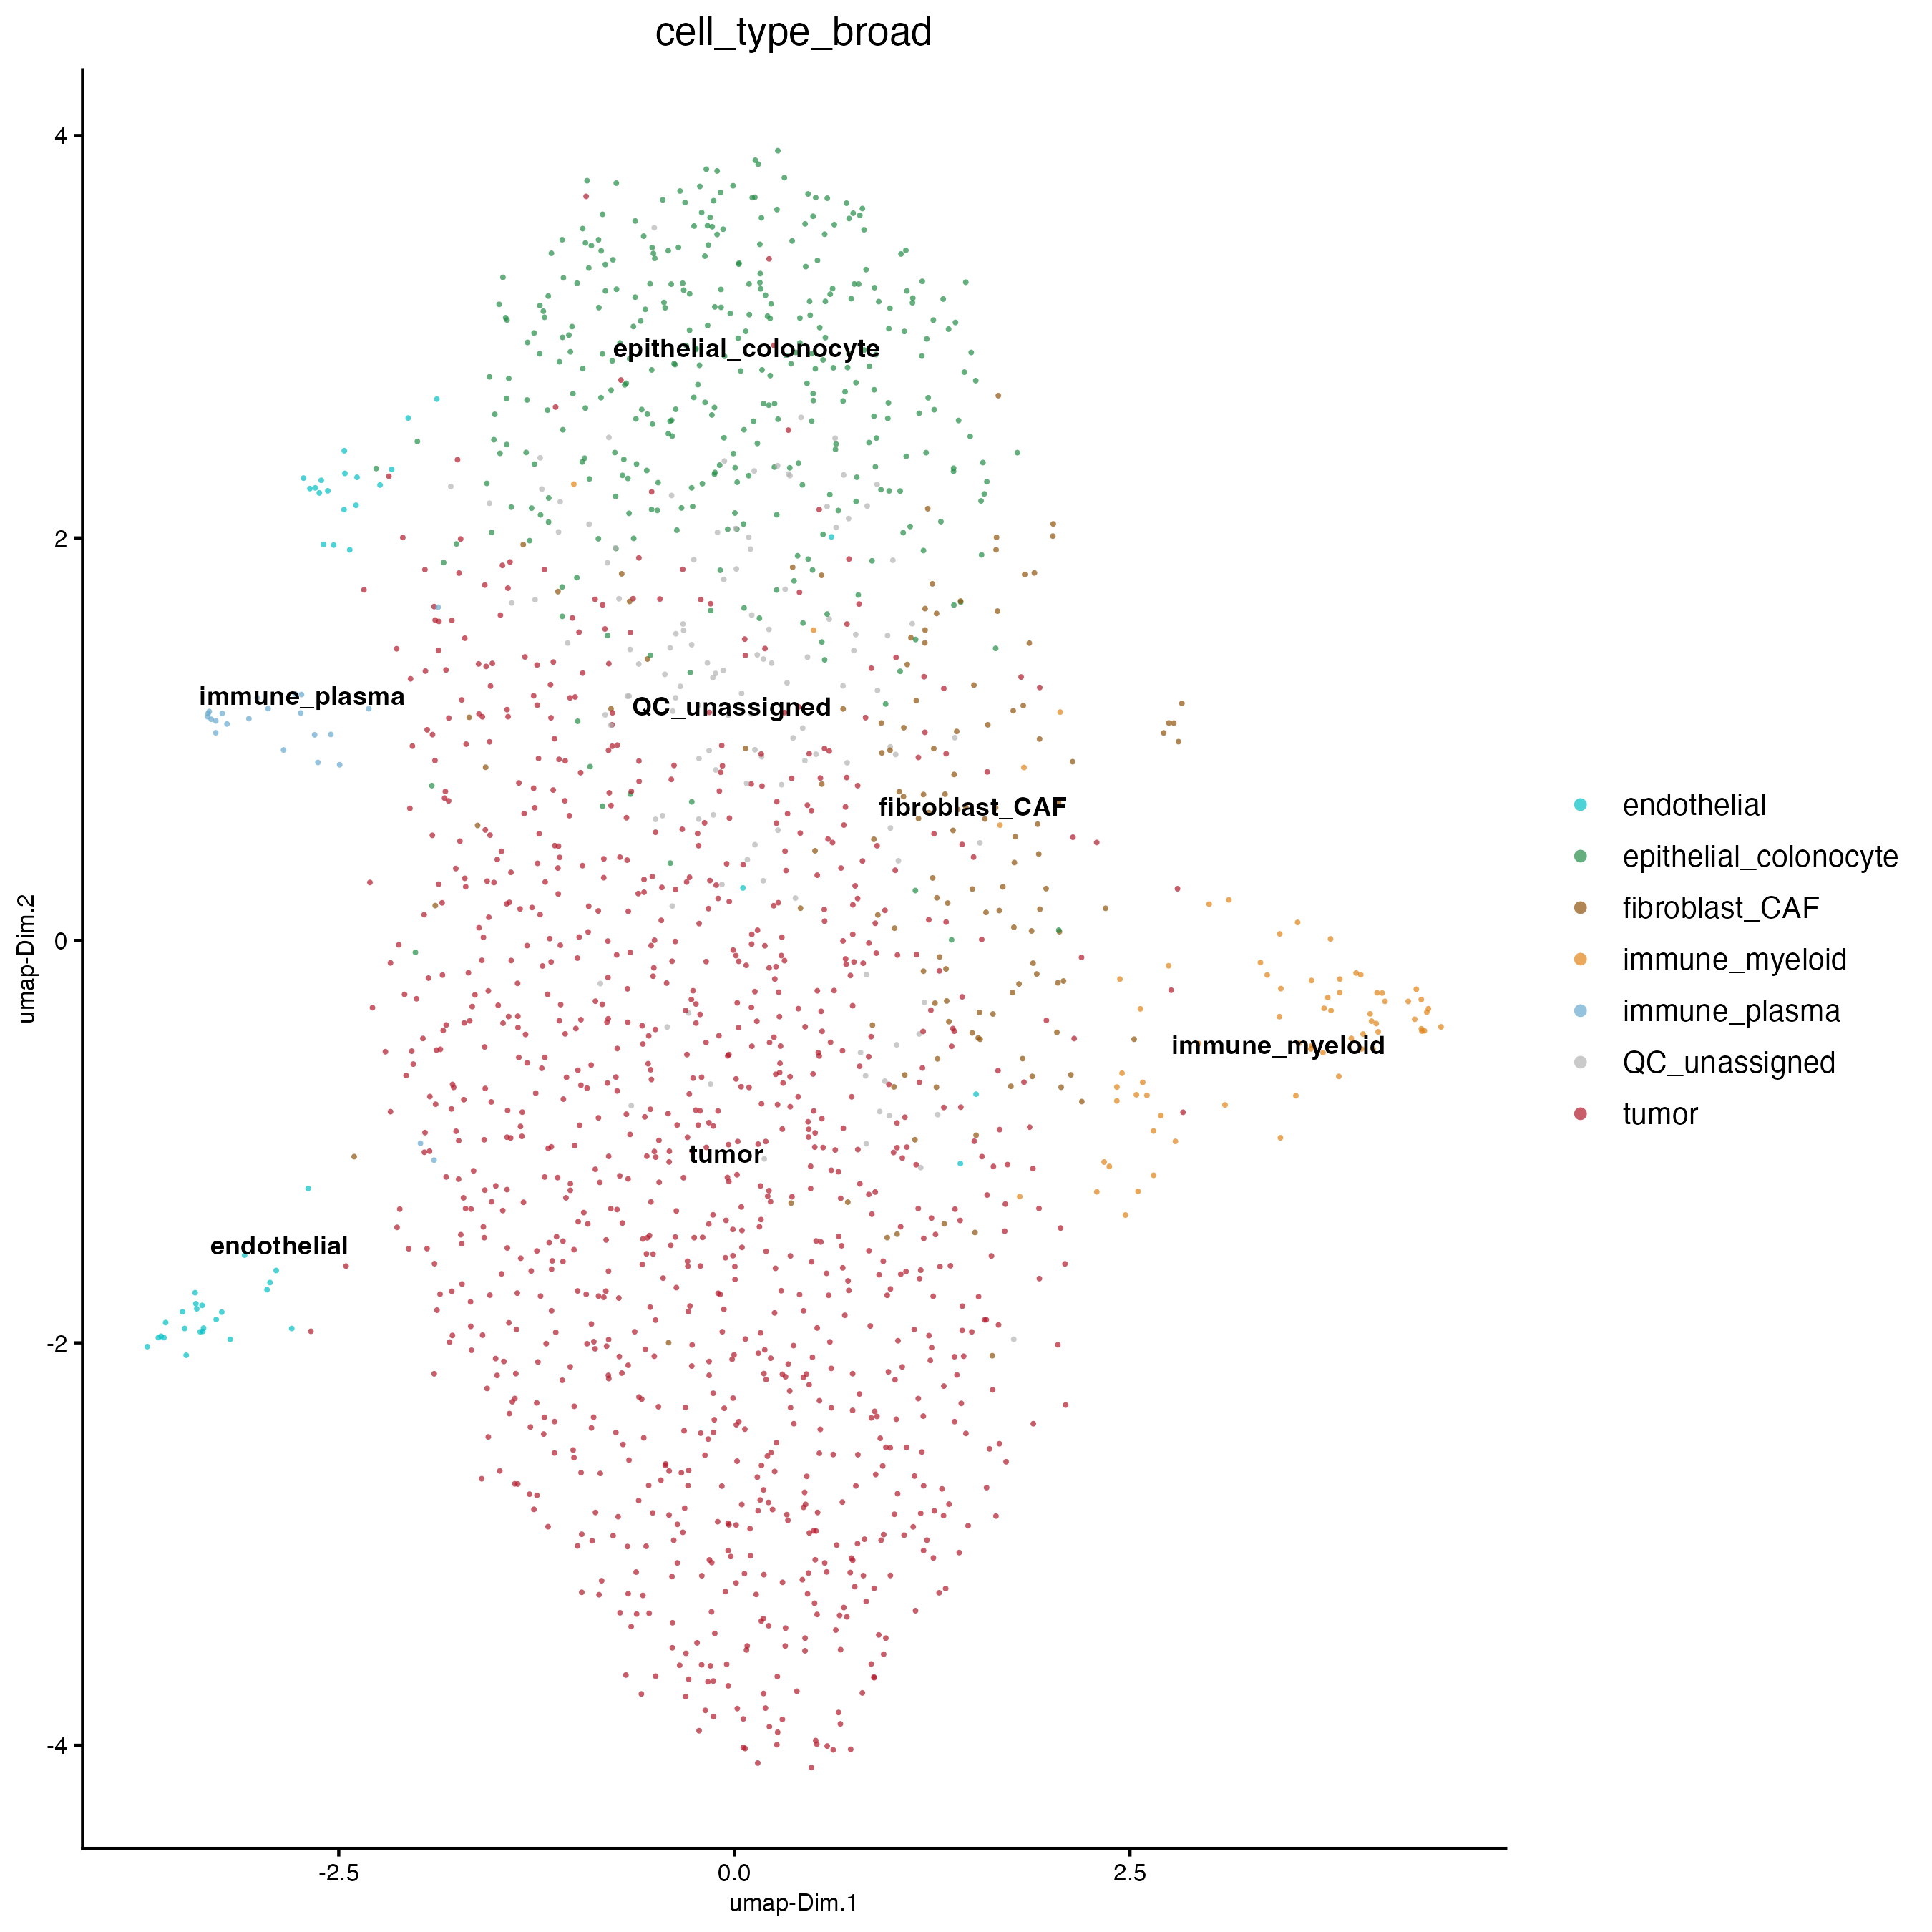 cell_type_broad
4
epithelial_colonocyte
2
immune_plasma
QC_unassigned
fibroblast_CAF
0
immune_myeloid
tumor
endothelial
-2
-4
-2.5
0.0
2.5
umap-Dim.1
umap-Dim.2
endothelial
epithelial_colonocyte
fibroblast_CAF
immune_myeloid
immune_plasma
QC_unassigned
tumor